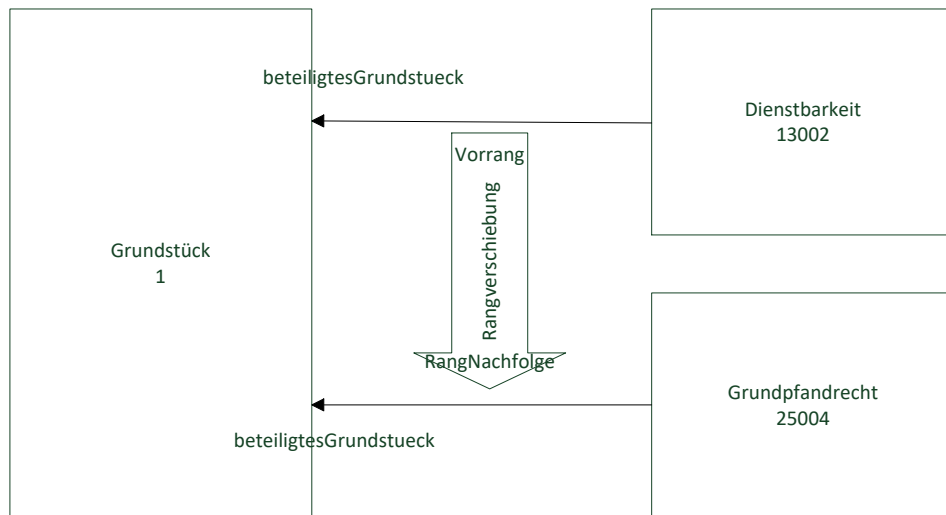 beteiligtesGrundstueck
Dienstbarkeit
13002
Vorrang
Rangverschiebung
Grundstück
1
RangNachfolge
Grundpfandrecht
25004
beteiligtesGrundstueck